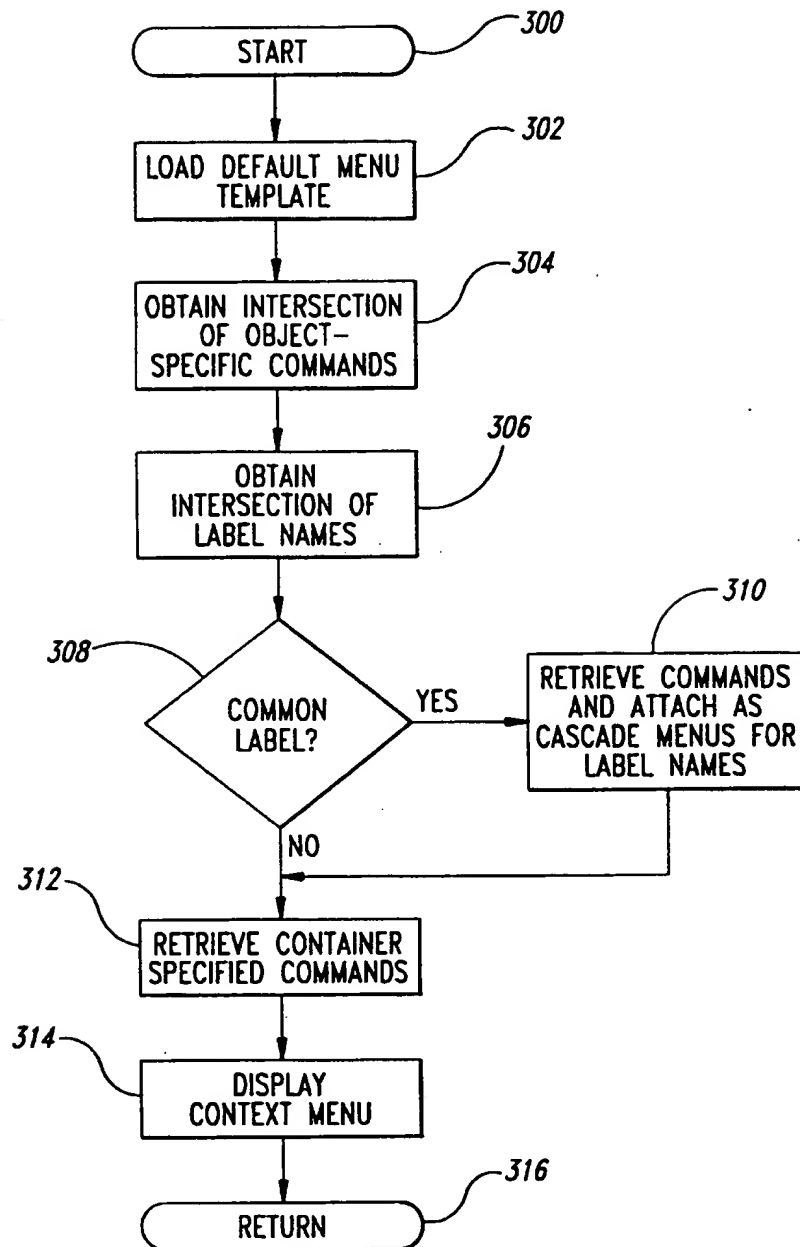 START
300
302
LOAD DEFAULT MENU
TEMPLATE
304
OBTAIN INTERSECTION
OF OBJECT-
SPECIFIC COMMANDS
306
OBTAIN
INTERSECTION OF
LABEL NAMES
308
COMMON
LABEL?
YES
310
RETRIEVE COMMANDS
AND ATTACH AS
CASCADE MENUS FOR
LABEL NAMES
NO
312
RETRIEVE CONTAINER
SPECIFIED COMMANDS
314
DISPLAY
CONTEXT MENU
316
RETURN